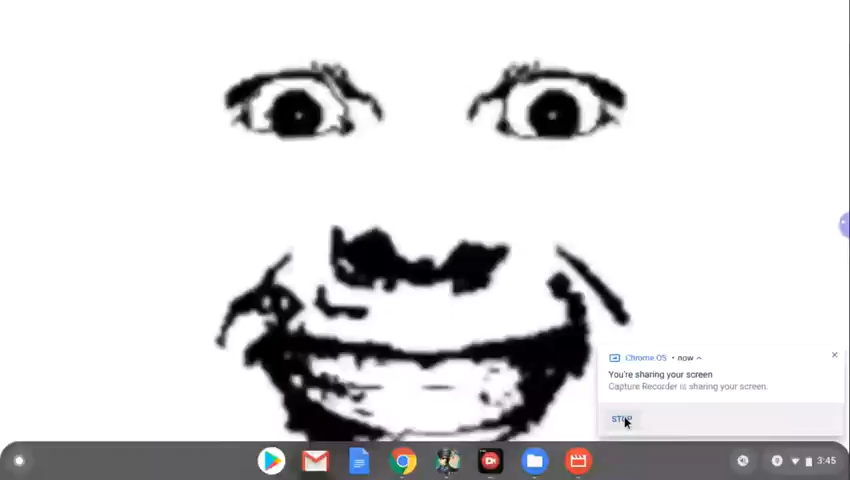 Chrome OS • now
You're sharing your screen
Capture Recorder is sharing your screen.
STOP
3:45